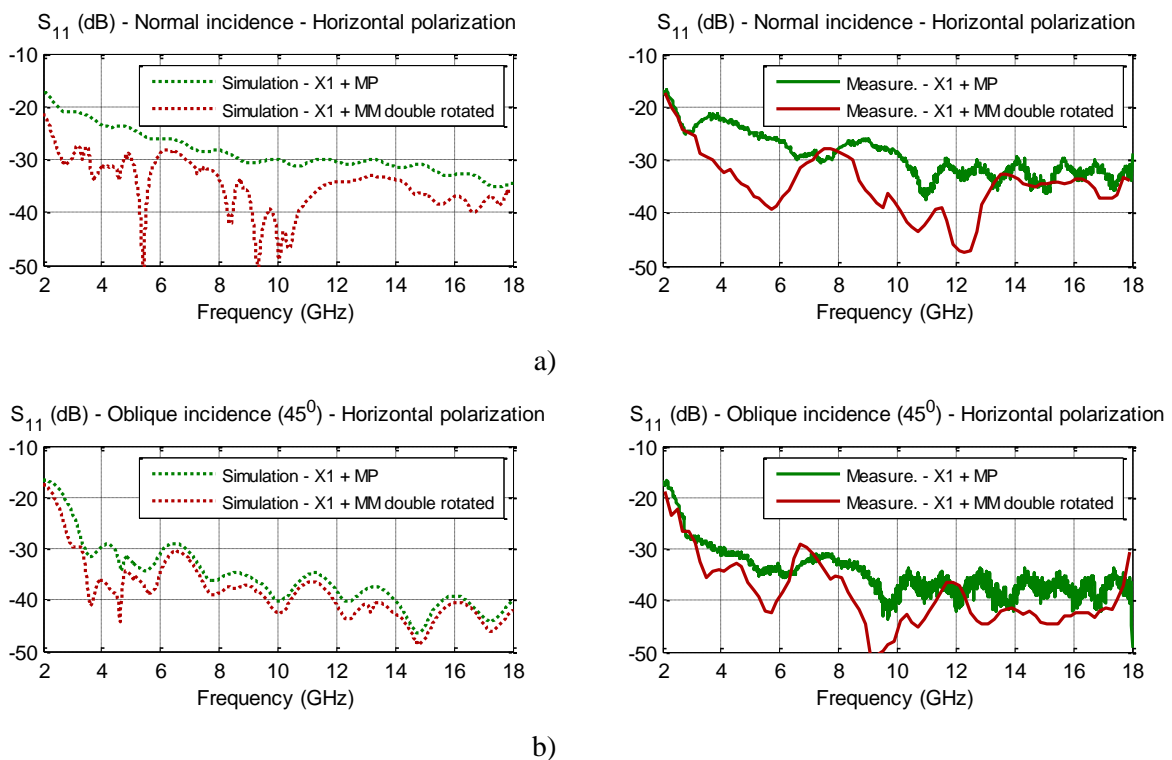 S11 (dB) - Normal incidence - Horizontal polarization
-10
-20
-30
-40
-50
2 4 6 8 10 12 14 16 18
Frequency (GHz)
Simulation - X1 + MP
Simulation - X1 + MM double rotated
S11 (dB) - Normal incidence - Horizontal polarization
-10
-20
-30
-40
-50
2 4 6 8 10 12 14 16 18
Frequency (GHz)
Measure. - X1 + MP
Measure. - X1 + MM double rotated
a)
S11 (dB) - Oblique incidence (45⁰) - Horizontal polarization
-10
-20
-30
-40
-50
2 4 6 8 10 12 14 16 18
Frequency (GHz)
Simulation - X1 + MP
Simulation - X1 + MM double rotated
S11 (dB) - Oblique incidence (45⁰) - Horizontal polarization
-10
-20
-30
-40
-50
2 4 6 8 10 12 14 16 18
Frequency (GHz)
Measure. - X1 + MP
Measure. - X1 + MM double rotated
b)